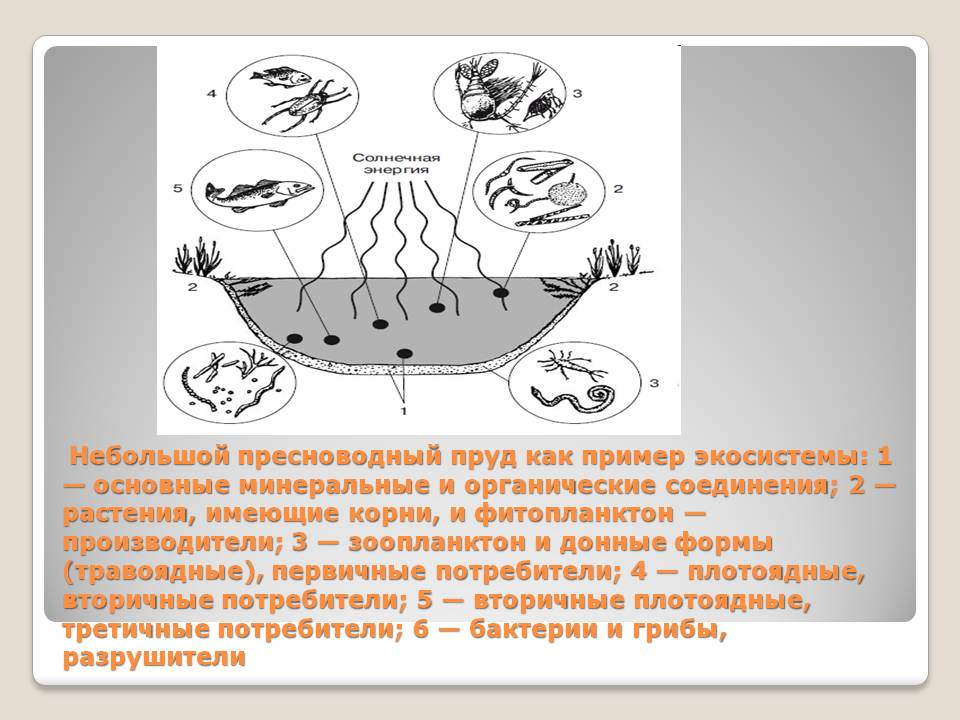 4
3
Солнечная
энергия
5
2
2
2
3
1
Небольшой пресноводный пруд как пример экосистемы: 1
— основные минеральные и органические соединения; 2 —
растения, имеющие корни, и фитопланктон —
производители; 3 — зоопланктон и донные формы
(травоядные), первичные потребители; 4 — плотоядные,
вторичные потребители; 5 — вторичные плотоядные,
третичные потребители; 6 — бактерии и грибы,
разрушители